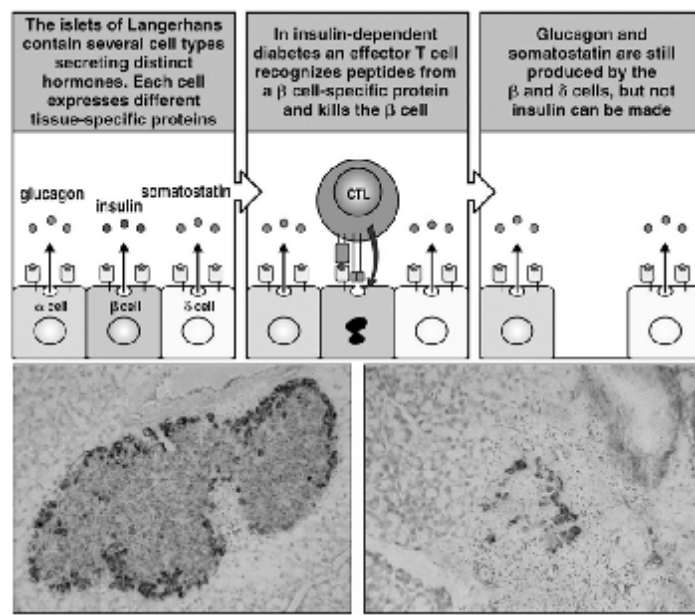 The islets of Langerhans
contain several cell types
secreting distinct
hormones. Each cell
expresses different
tissue-specific proteins
In insulin-dependent
diabetes an effector T cell
recognizes peptides from
a β cell-specific protein
and kills the β cell
Glucagon and
somatostatin are still
produced by the
β and δ cells, but not
insulin can be made
glucagon
insulin
somatostatin
α cell
β cell
δ cell
CTL